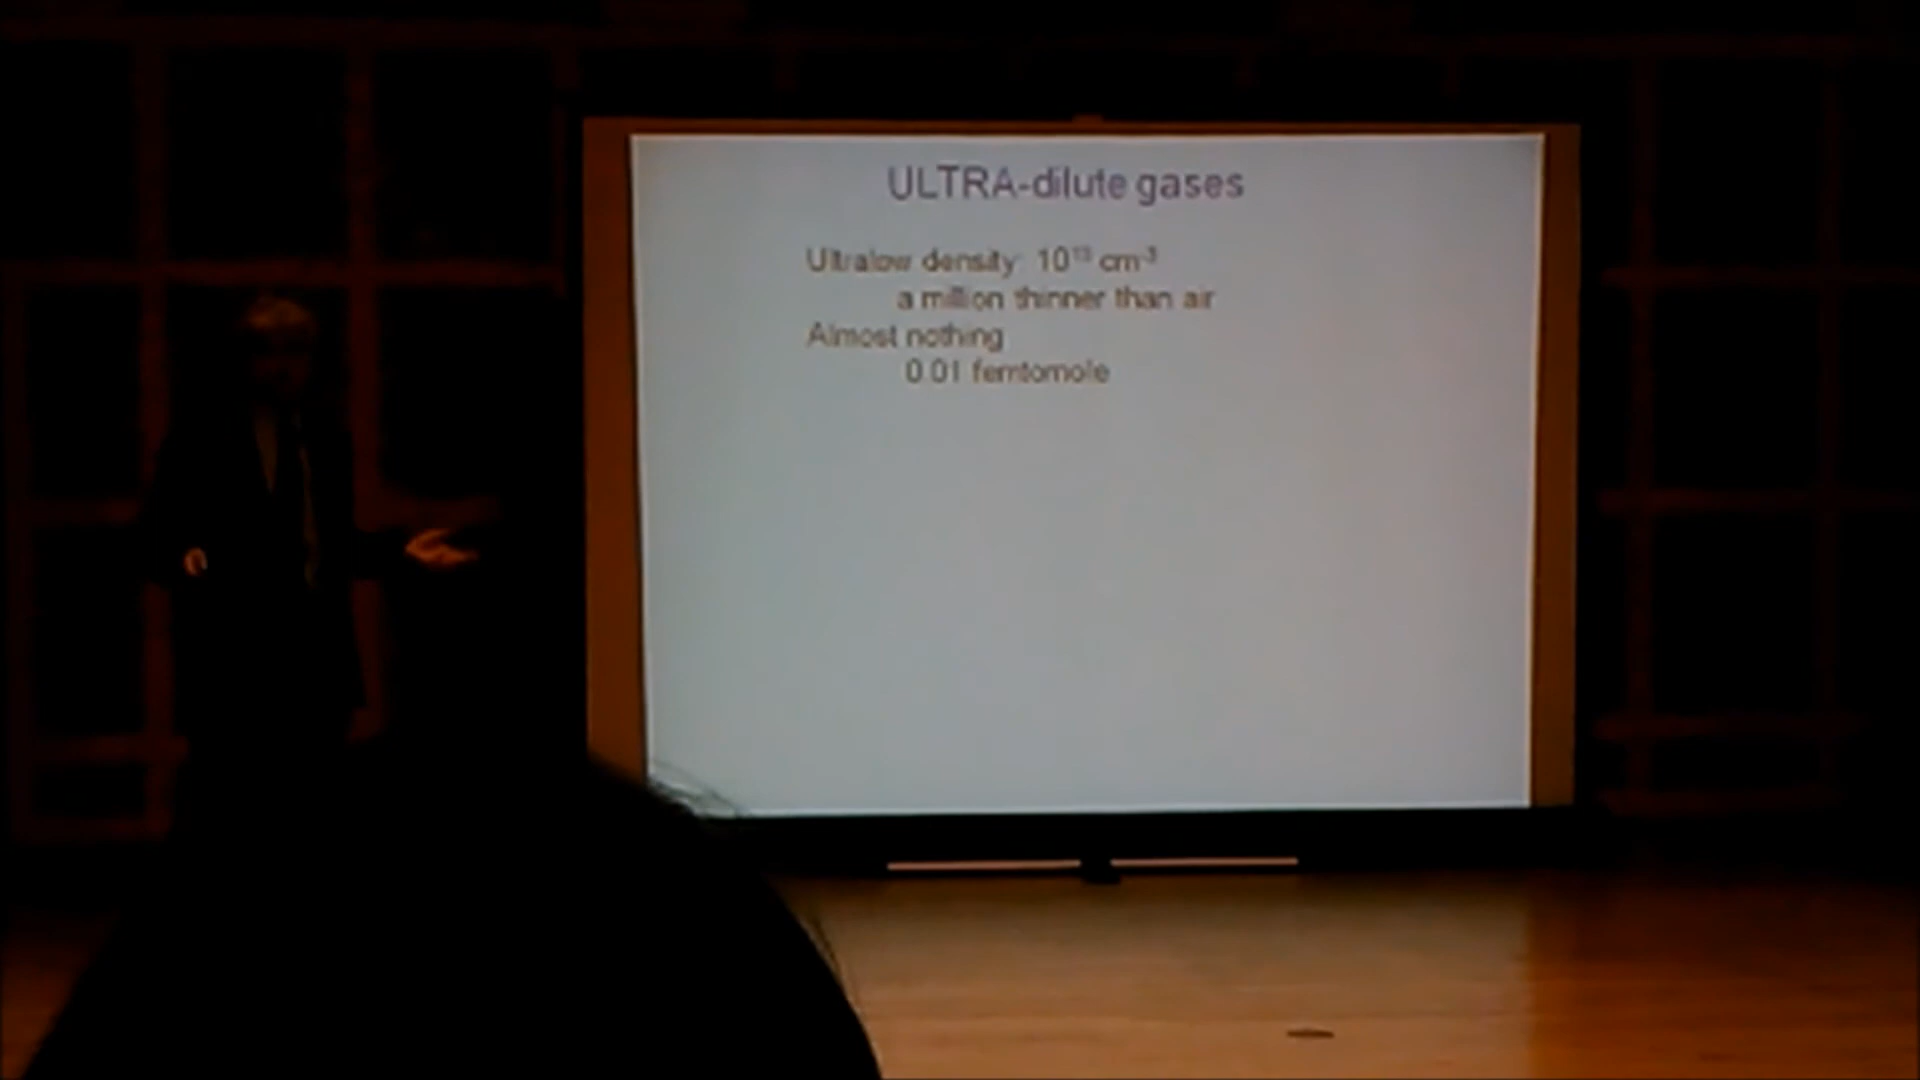 ULTRA-dilute gases
Ultralow density: 10¹³ cm⁻³
a million thinner than air
Almost nothing
0.01 femtomole